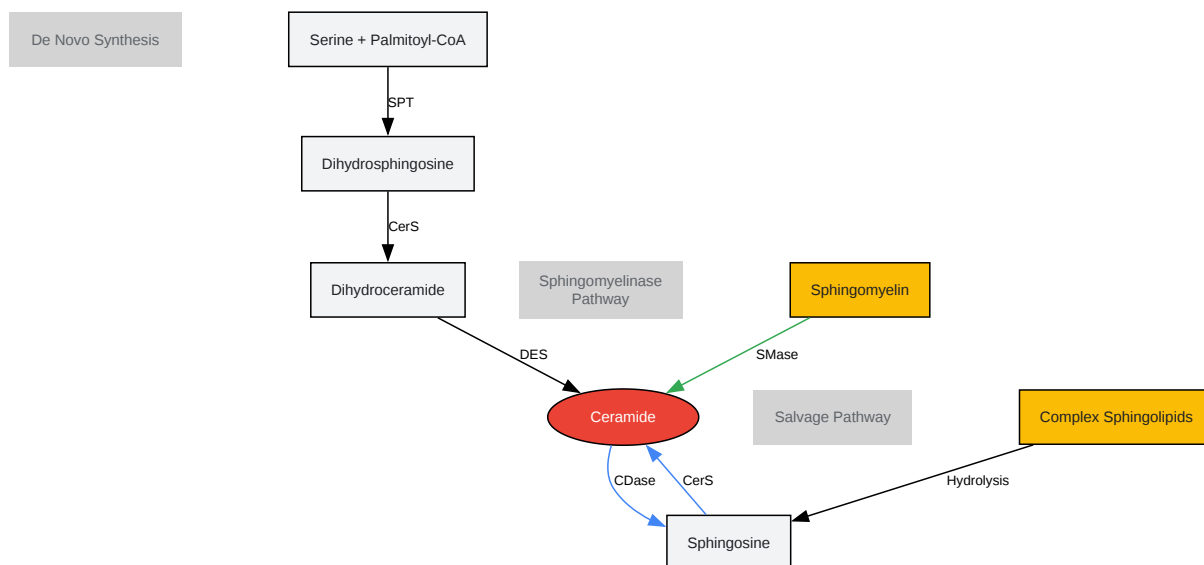 De Novo Synthesis
Serine + Palmitoyl-CoA
SPT
Dihydrosphingosine
CerS
Dihydroceramide
Sphingomyelinase
Pathway
Sphingomyelin
DES
SMase
Ceramide
Salvage Pathway
Complex Sphingolipids
CDase
CerS
Hydrolysis
Sphingosine